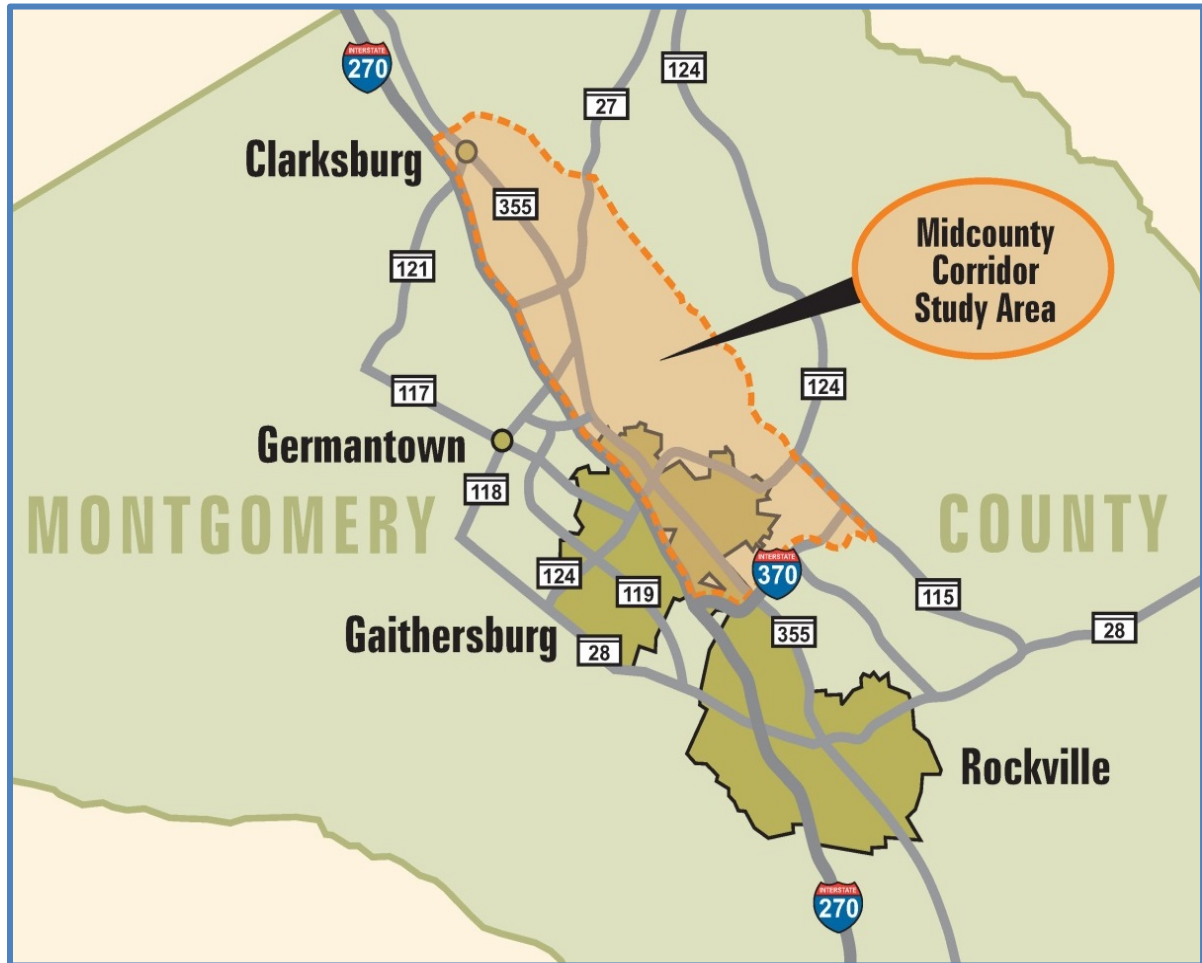 INTERSTATE
270
124
27
Clarksburg
355
Midcounty
Corridor
Study Area
121
117
124
Germantown
118
MONTGOMERY
COUNTY
INTERSTATE
370
124
119
115
Gaithersburg
28
355
28
Rockville
INTERSTATE
270